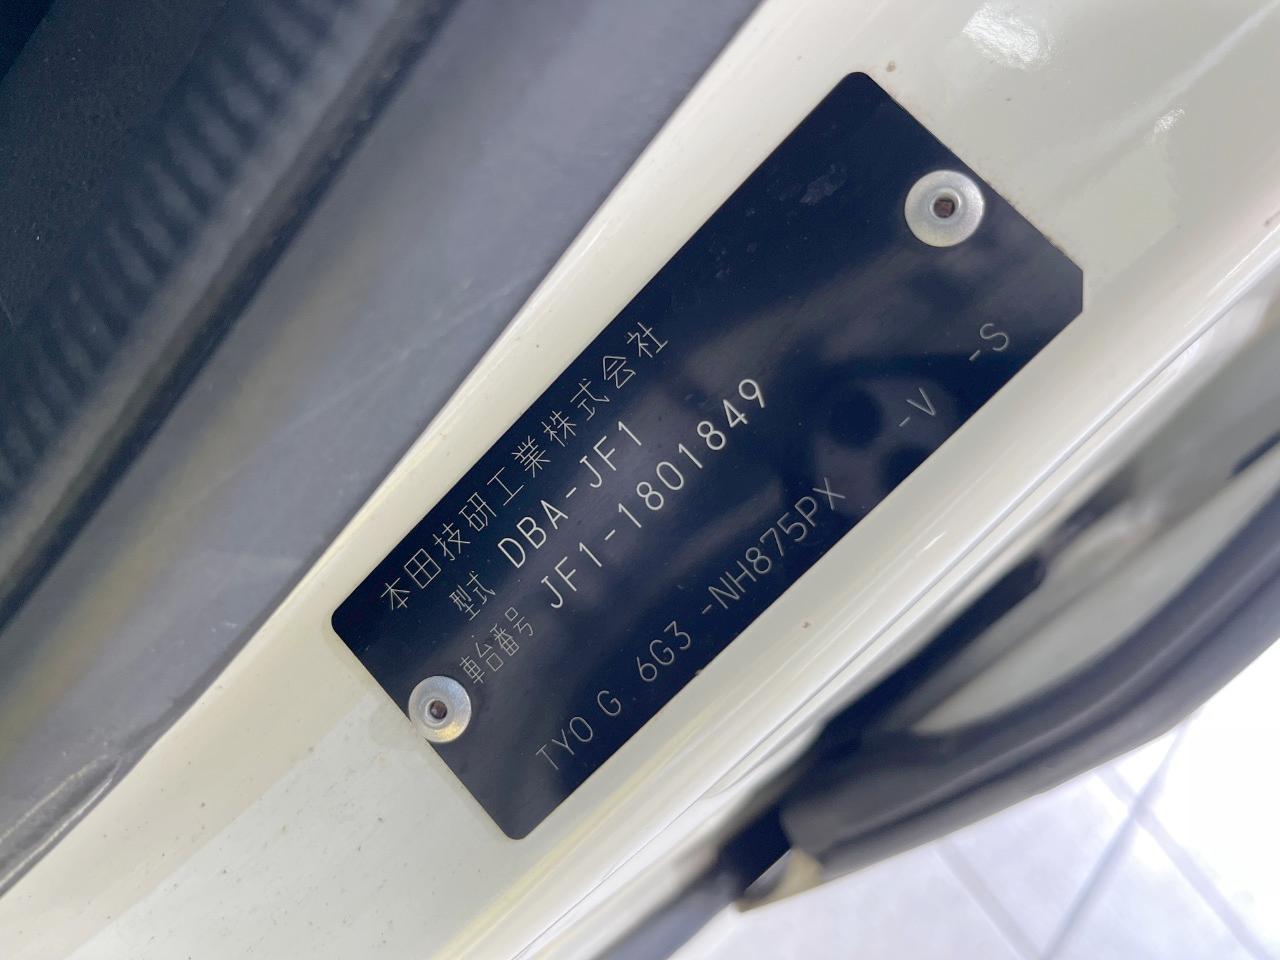 本田技研工業株式会社
型式 DBA-JF1
車台番号 JF1-1801849
TYO G 6G3 -NH875PX -V -S